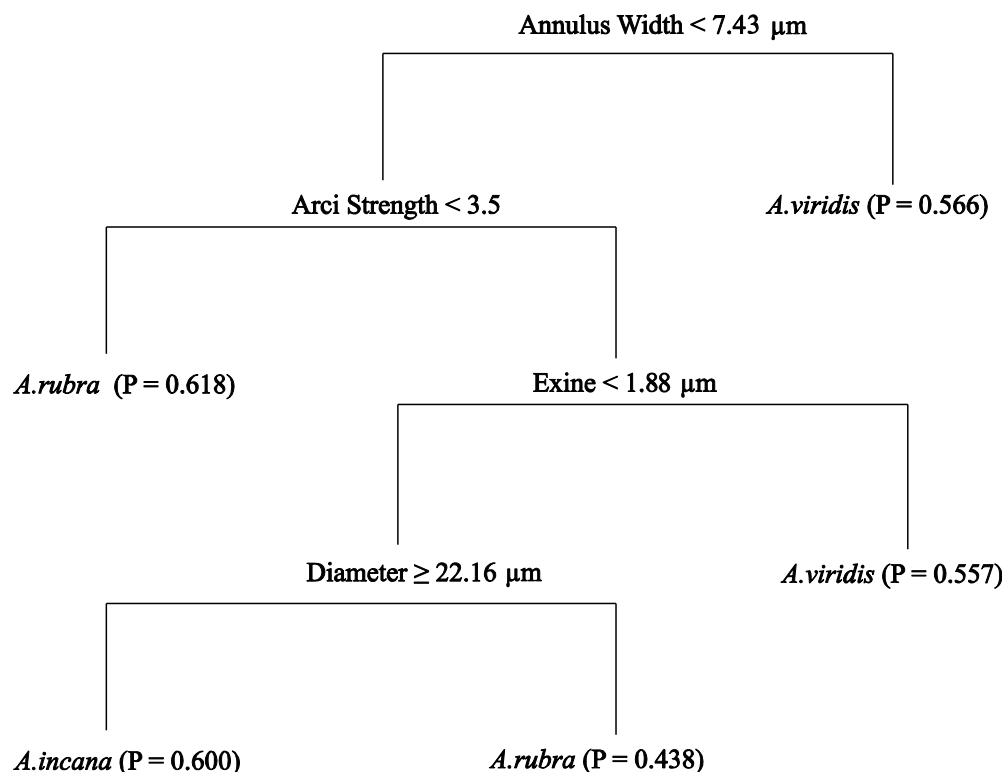 Annulus Width < 7.43 µm
Arci Strength < 3.5
A.viridis (P = 0.566)
A.rubra (P = 0.618)
Exine < 1.88 µm
Diameter ≥ 22.16 µm
A.viridis (P = 0.557)
A.incana (P = 0.600)
A.rubra (P = 0.438)